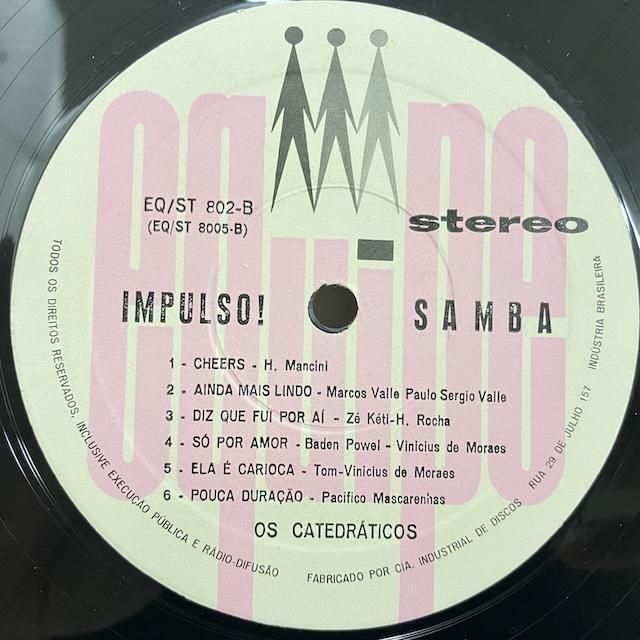 equipe
EQ/ST 802-B
(EQ/ST 8005-B)
stereo
IMPULSO! SAMBA
1 - CHEERS - H. Mancini
2 - AINDA MAIS LINDO - Marcos Valle Paulo Sergio Valle
3 - DIZ QUE FUI POR AÍ - Zé Kéti-H. Rocha
4 - SÓ POR AMOR - Baden Powel - Vinicius de Moraes
5 - ELA É CARIOCA - Tom-Vinicius de Moraes
6 - POUCA DURAÇÃO - Pacífico Mascarenhas
OS CATEDRÁTICOS
TODOS OS DIREITOS RESERVADOS, INCLUSIVE EXECUÇÃO PÚBLICA E RÁDIO-DIFUSÃO
FABRICADO POR CIA. INDUSTRIAL DE DISCOS RUA 29 DE JULHO 157 INDÚSTRIA BRASILEIRA